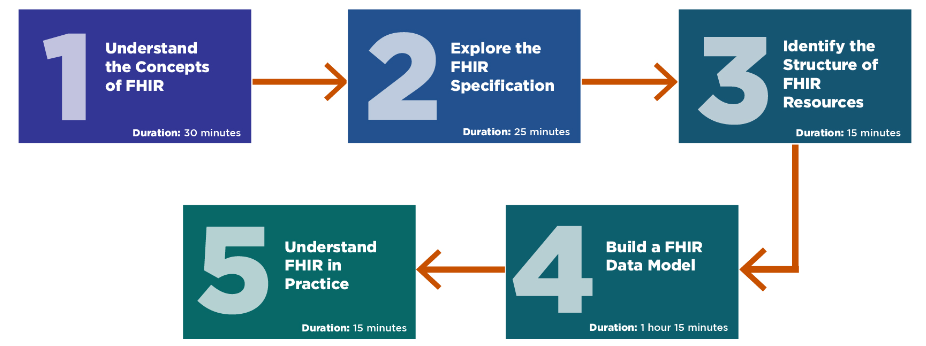 1
Understand
the Concepts
of FHIR
Duration: 30 minutes
2
Explore the
FHIR
Specification
Duration: 25 minutes
3
Identify the
Structure of
FHIR
Resources
Duration: 15 minutes
4
Build a FHIR
Data Model
Duration: 1 hour 15 minutes
5
Understand
FHIR in
Practice
Duration: 15 minutes